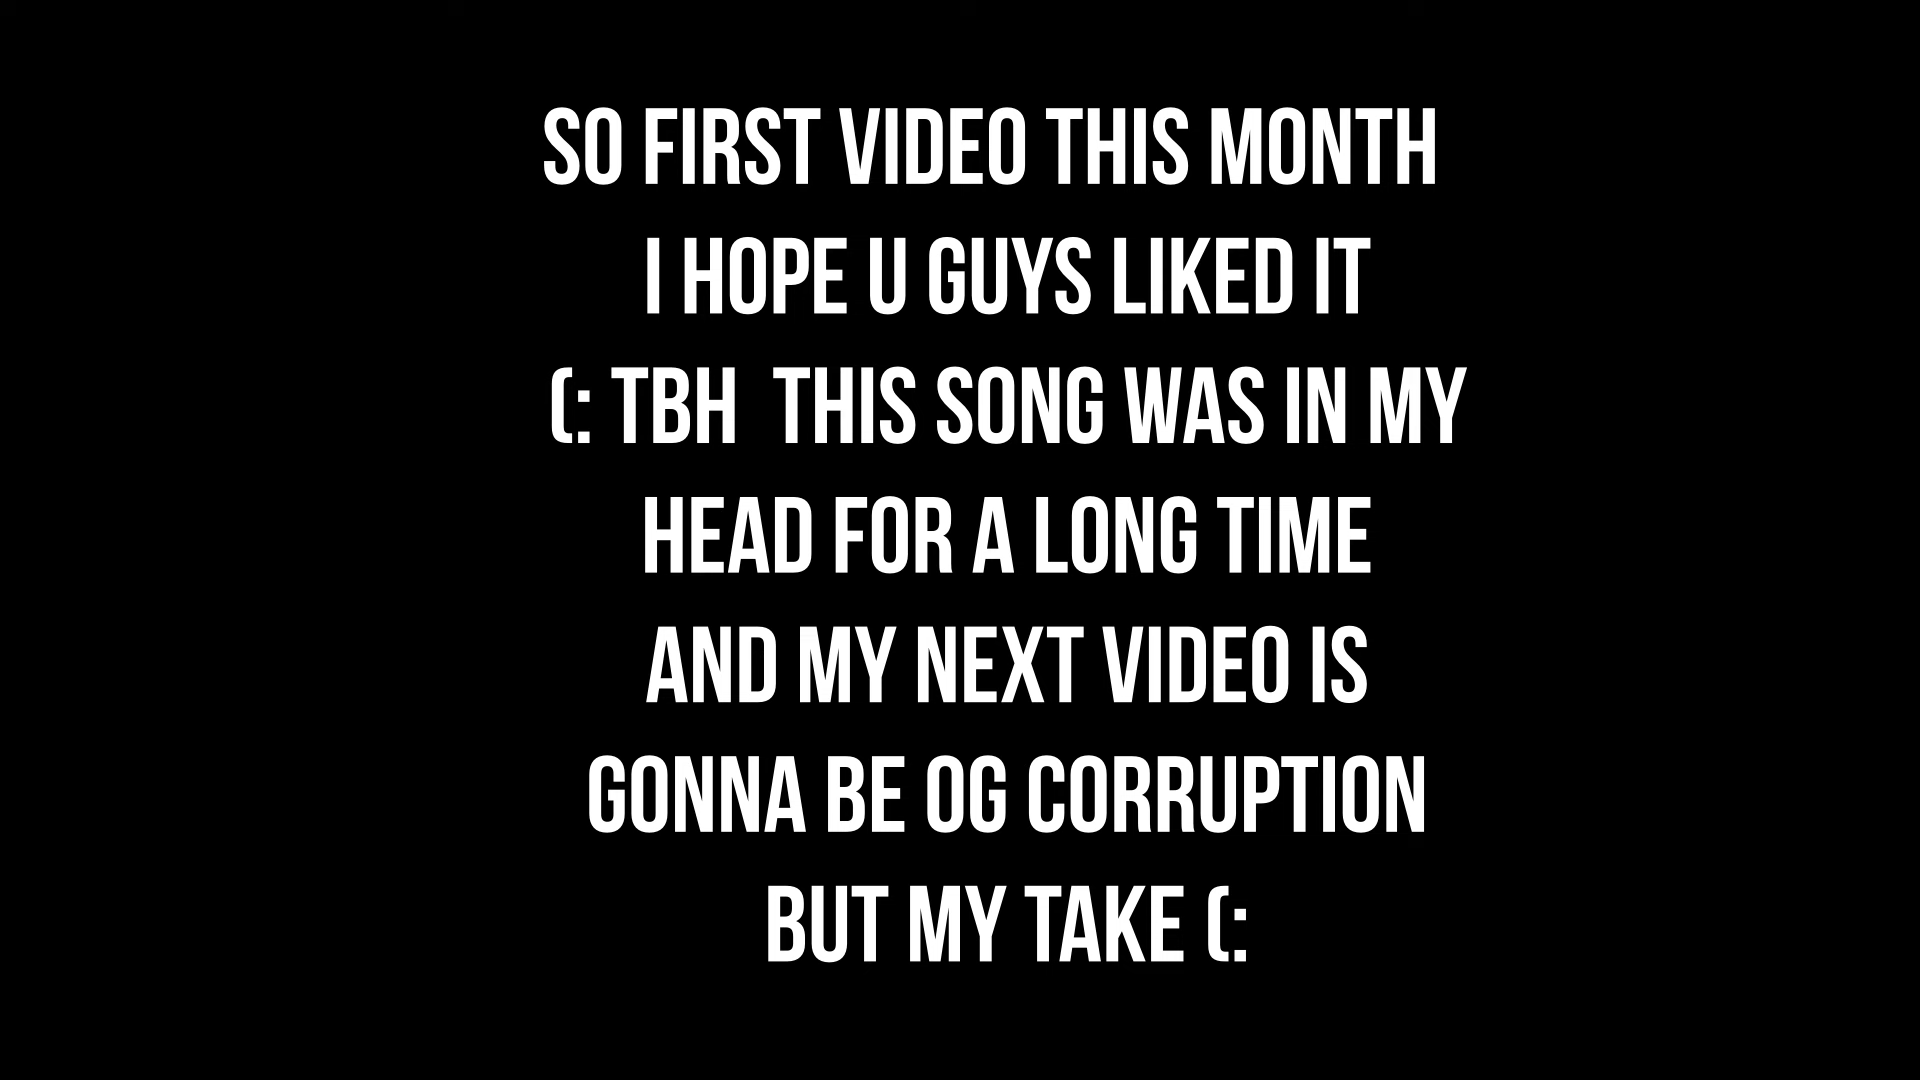 SO FIRST VIDEO THIS MONTH
I HOPE U GUYS LIKED IT
(: TBH  THIS SONG WAS IN MY
HEAD FOR A LONG TIME
AND MY NEXT VIDEO IS
GONNA BE OG CORRUPTION
BUT MY TAKE (: